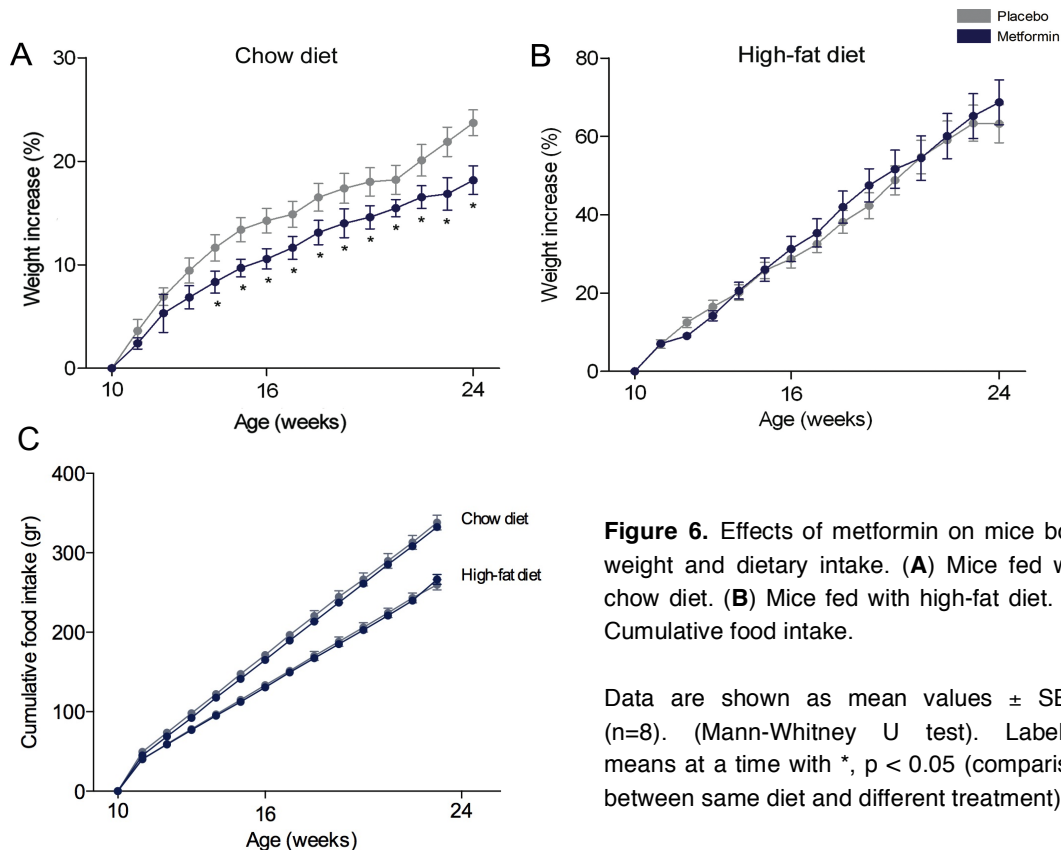 Placebo
Metformin
A
Chow diet
30
20
10
0
Weight increase (%)
*
*
*
*
*
*
*
*
*
*
*
10
16
24
Age (weeks)
B
High-fat diet
80
60
40
20
0
Weight increase (%)
10
16
24
Age (weeks)
C
400
300
200
100
0
Cumulative food intake (gr)
Chow diet
High-fat diet
10
16
24
Age (weeks)
Figure 6. Effects of metformin on mice
weight and dietary intake. (A) Mice fed
chow diet. (B) Mice fed with high-fat diet.
Cumulative food intake.
Data are shown as mean values ±
(n=8). (Mann-Whitney U test).
means at a time with *, p < 0.05
between same diet and different treatment)